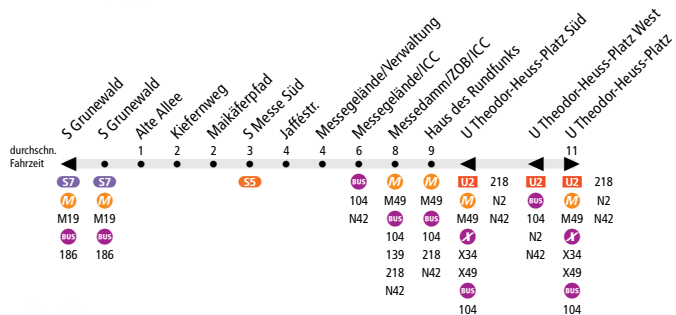 S Grunewald
S Grunewald
Alte Allee
Kiefernweg
Maikäferpfad
S Messe Süd
Jafféstr.
Messegelände/Verwaltung
Messegelände/ICC
Messedamm/ZOB/ICC
Haus des Rundfunks
U Theodor-Heuss-Platz Süd
U Theodor-Heuss-Platz West
U Theodor-Heuss-Platz
durchschn. 1 2 2 3 4 4 6 8 9 11
Fahrzeit
S7 S7 S5 BUS M M U2 218 U2 U2 218
M M 104 M49 M49 M N2 BUS M N2
M19 M19 N42 BUS BUS M49 N42 104 M49 N42
BUS BUS 104 104 X N2 X
186 186 139 218 X34 N42 X34
218 N42 X49 X49
N42 BUS BUS
104 104